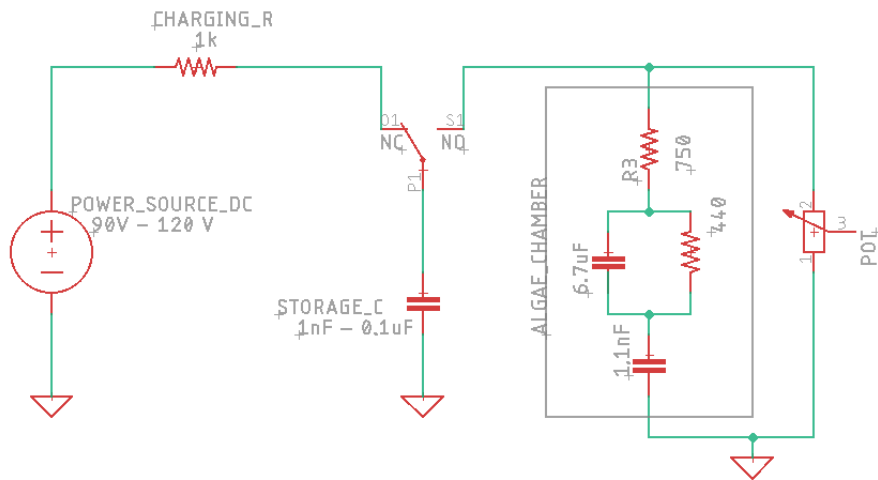 CHARGING_R
1k
O1
S1
NC
NO
P1
POWER_SOURCE_DC
90V - 120 V
STORAGE_C
1nF - 0.1uF
ALGAE_CHAMBER
R3
750
440
6.7uF
1.1nF
2
3
1
POT